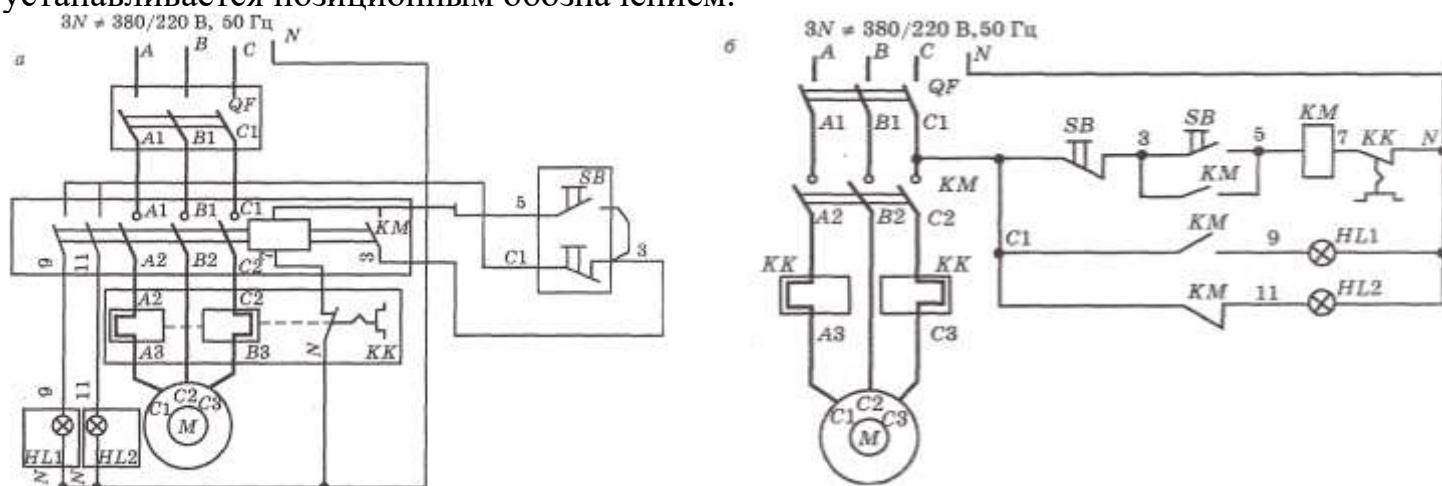 устанавливается позиционным обозначением.
3N ≠ 380/220 В, 50 Гц
а
A
B
C
N
QF
A1
B1
C1
A1
B1
C1
KM
A2
B2
C2
9
11
7
3
5
SB
C1
3
A2
C2
A3
B3
N
KK
9
11
C1
C2
C3
M
HL1
HL2
N
N
б
3N ≠ 380/220 В, 50 Гц
A
B
C
N
QF
A1
B1
C1
SB
3
SB
5
KM
7
KK
N
KM
KM
A2
B2
C2
C1
KM
9
HL1
KK
KK
KM
11
HL2
A3
C3
C1
C2
C3
M